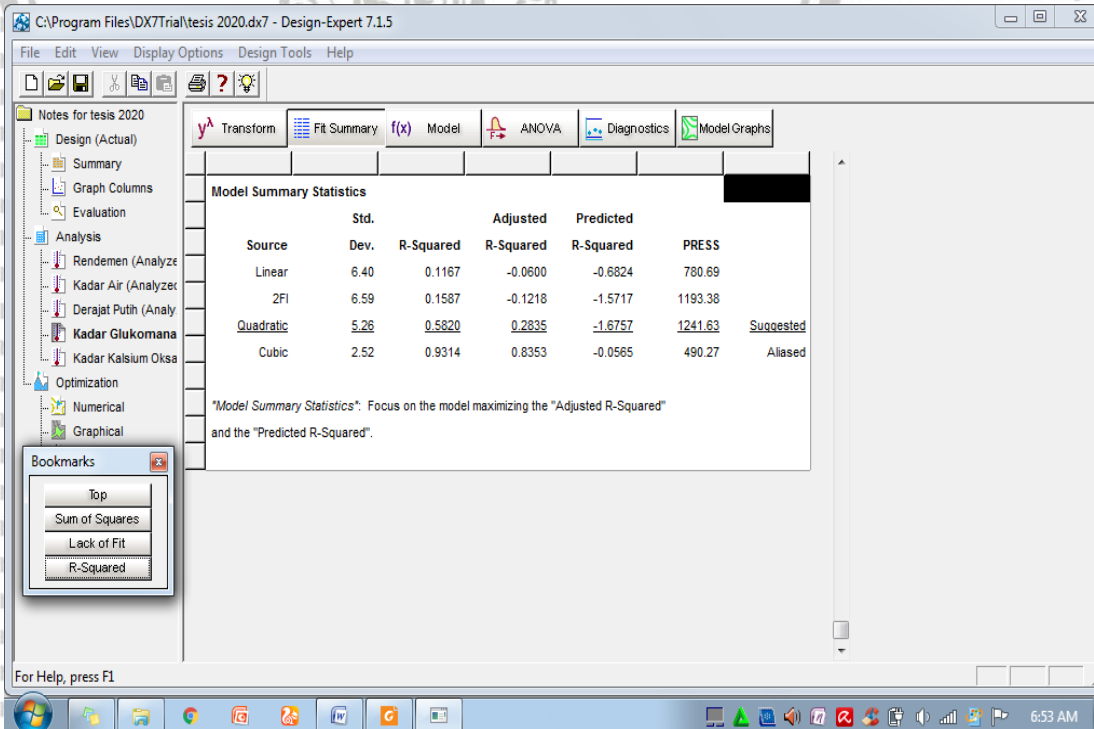 C:\Program Files\DX7Trial\tesis 2020.dx7 - Design-Expert 7.1.5
File Edit View Display Options Design Tools Help
Notes for tesis 2020
Design (Actual)
Summary
Graph Columns
Evaluation
Analysis
Rendemen (Analyze
Kadar Air (Analyzed
Derajat Putih (Analy
Kadar Glukomana
Kadar Kalsium Oksa
Optimization
Numerical
Graphical
Bookmarks
Top
Sum of Squares
Lack of Fit
R-Squared
yλ Transform Fit Summary f(x) Model ANOVA Diagnostics Model Graphs
Model Summary Statistics
Std. Adjusted Predicted
Source Dev. R-Squared R-Squared R-Squared PRESS
Linear 6.40 0.1167 -0.0600 -0.6824 780.69
2FI 6.59 0.1587 -0.1218 -1.5717 1193.38
Quadratic 5.26 0.5820 0.2835 -1.6757 1241.63 Suggested
Cubic 2.52 0.9314 0.8353 -0.0565 490.27 Aliased
"Model Summary Statistics": Focus on the model maximizing the "Adjusted R-Squared"
and the "Predicted R-Squared".
For Help, press F1
6:53 AM